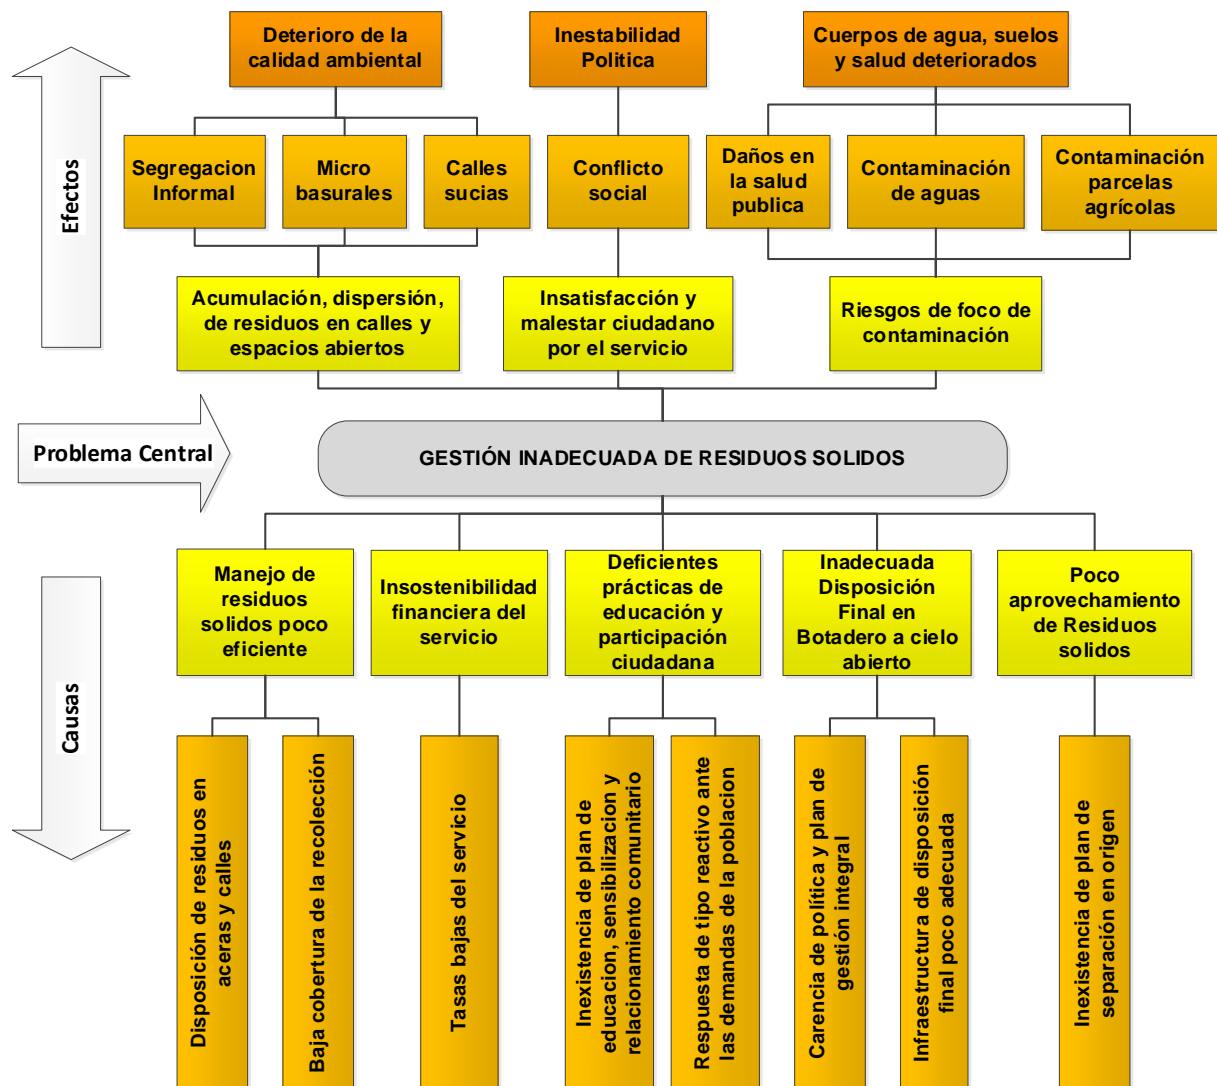 Deterioro de la
calidad ambiental
Inestabilidad
Politica
Cuerpos de agua, suelos
y salud deteriorados
Efectos
Segregacion
Informal
Micro
basurales
Calles
sucias
Conflicto
social
Daños en
la salud
publica
Contaminación
de aguas
Contaminación
parcelas
agrícolas
Acumulación, dispersión,
de residuos en calles y
espacios abiertos
Insatisfacción y
malestar ciudadano
por el servicio
Riesgos de foco de
contaminación
Problema Central
GESTIÓN INADECUADA DE RESIDUOS SOLIDOS
Causas
Manejo de
residuos
solidos poco
eficiente
Insostenibilidad
financiera del
servicio
Deficientes
prácticas de
educación y
participación
ciudadana
Inadecuada
Disposición
Final en
Botadero a cielo
abierto
Poco
aprovechamiento
de Residuos
solidos
Disposición de residuos en
aceras y calles
Baja cobertura de la recolección
Tasas bajas del servicio
Inexistencia de plan de
educacion, sensibilizacion y
relacionamiento comunitario
Respuesta de tipo reactivo ante
las demandas de la poblacion
Carencia de política y plan de
gestión integral
Infraestructura de disposición
final poco adecuada
Inexistencia de plan de
separación en origen